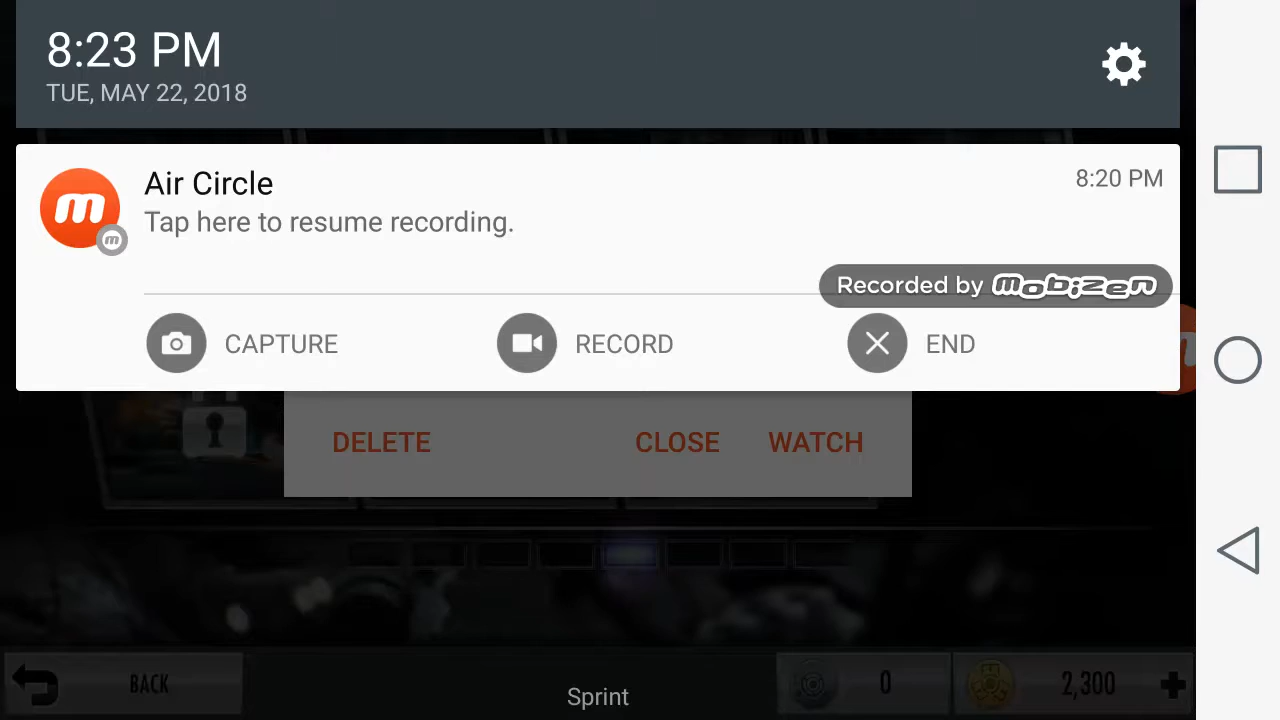 8:23 PM
TUE, MAY 22, 2018
Air Circle
8:20 PM
Tap here to resume recording.
Recorded by mobizen
CAPTURE
RECORD
END
DELETE
CLOSE
WATCH
BACK
Sprint
0
2,300